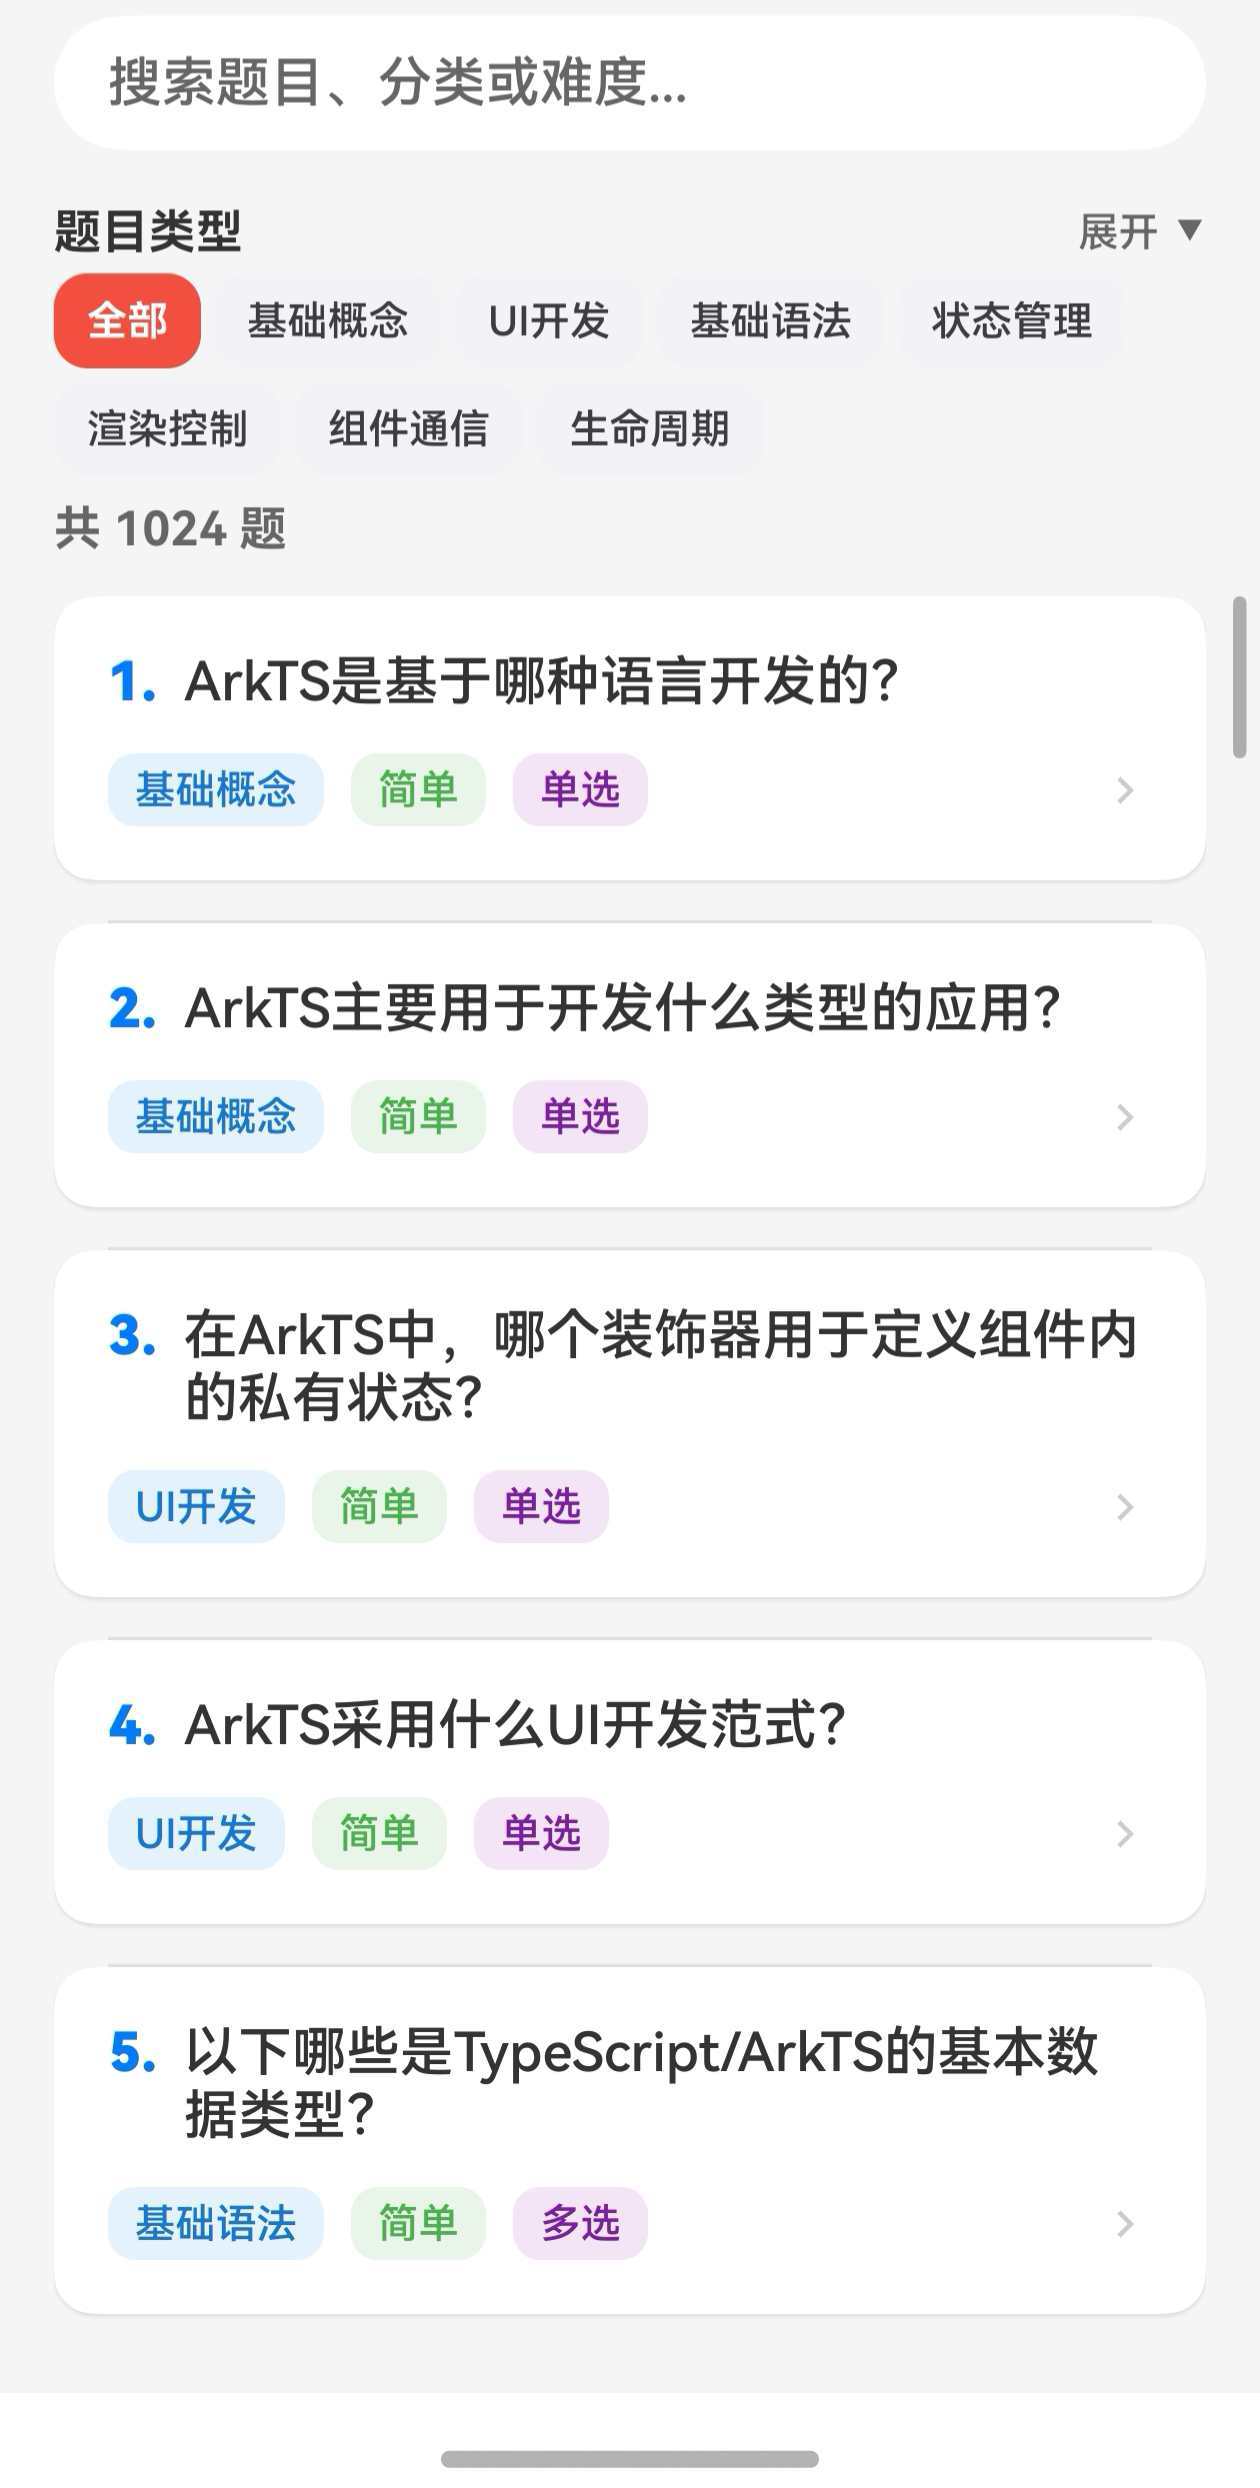 搜索题目、分类或难度...
题目类型 展开 ▼
全部 基础概念 UI开发 基础语法 状态管理
渲染控制 组件通信 生命周期
共 1024 题
1. ArkTS是基于哪种语言开发的？
基础概念 简单 单选
2. ArkTS主要用于开发什么类型的应用？
基础概念 简单 单选
3. 在ArkTS中，哪个装饰器用于定义组件内
的私有状态？
UI开发 简单 单选
4. ArkTS采用什么UI开发范式？
UI开发 简单 单选
5. 以下哪些是TypeScript/ArkTS的基本数
据类型？
基础语法 简单 多选